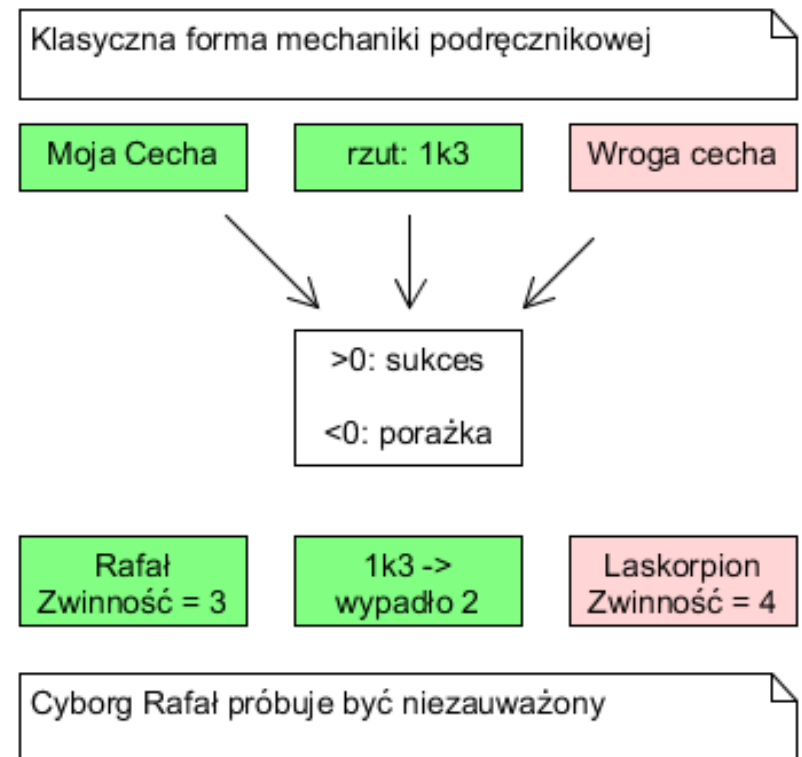 Klasyczna forma mechaniki podręcznikowej
Moja Cecha
rzut: 1k3
Wroga cecha
>0: sukces
<0: porażka
Rafał
Zwinność = 3
1k3 ->
wypadło 2
Laskorpion
Zwinność = 4
Cyborg Rafał próbuje być niezauważony